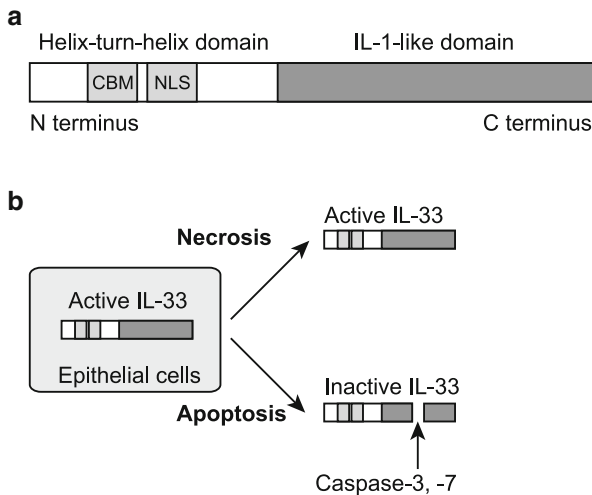 a
Helix-turn-helix domain IL-1-like domain
CBM NLS
N terminus C terminus
b
Active IL-33
Necrosis
Active IL-33
Epithelial cells
Inactive IL-33
Apoptosis
Caspase-3, -7